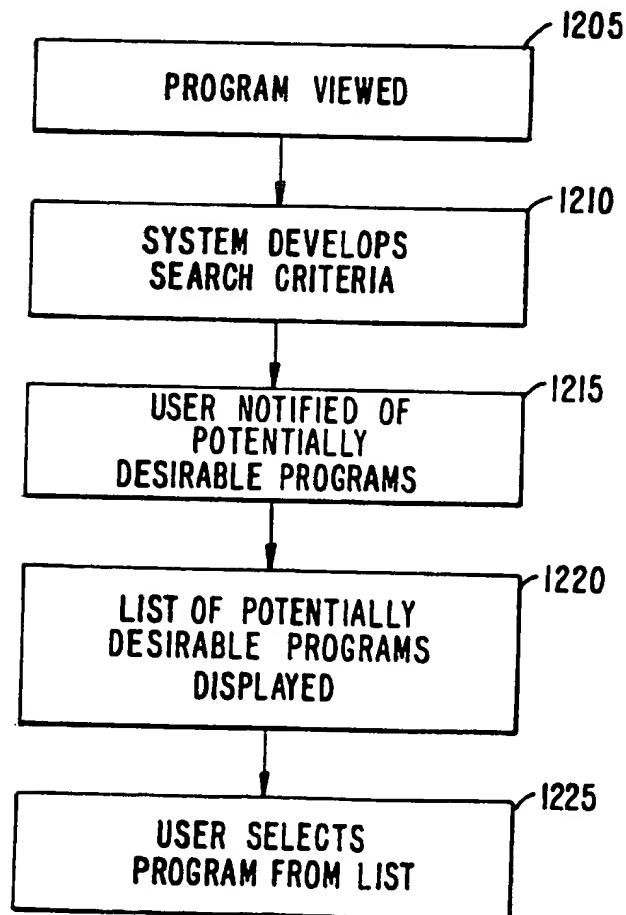 1205
PROGRAM VIEWED
1210
SYSTEM DEVELOPS
SEARCH CRITERIA
1215
USER NOTIFIED OF
POTENTIALLY
DESIRABLE PROGRAMS
1220
LIST OF POTENTIALLY
DESIRABLE PROGRAMS
DISPLAYED
1225
USER SELECTS
PROGRAM FROM LIST